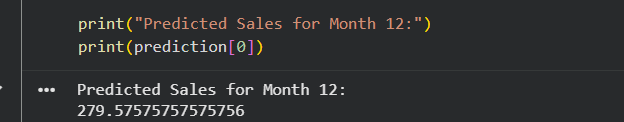 print("Predicted Sales for Month 12:")
print(prediction[0])
••• Predicted Sales for Month 12:
279.57575757575756